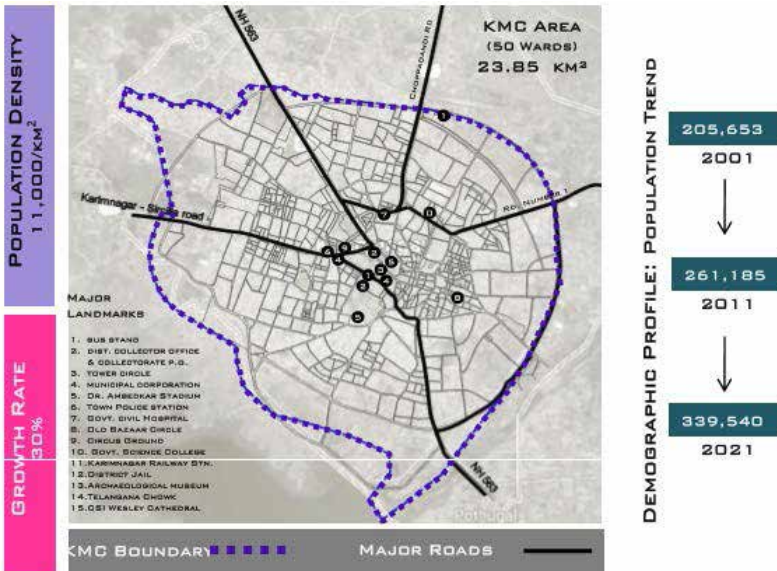 POPULATION DENSITY
11,000/KM²
GROWTH RATE
30%
KMC AREA
(50 WARDS)
23.85 KM²
NH 563
CHOPPADANDI RD
RD. NUMBER 1
NH 563
MAJOR
LANDMARKS
1. BUS STAND
2. DIST. COLLECTOR OFFICE
& COLLECTORATE P.G.
3. TOWER CIRCLE
4. MUNICIPAL CORPORATION
5. DR. AMBEDKAR STADIUM
6. TOWN POLICE STATION
7. GOVT. CIVIL HOSPITAL
8. OLD BAZAAR CIRCLE
9. CIRCUS GROUND
10. GOVT. SCIENCE COLLEGE
11. KARIMNAGAR RAILWAY STN.
12. DISTRICT JAIL
13. ARCHAEOLOGICAL MUSEUM
14. TELANGANA CHOWK
15. CSI WESLEY CATHEDRAL
KMC BOUNDARY
MAJOR ROADS
DEMOGRAPHIC PROFILE: POPULATION TREND
205,653
2001
261,185
2011
339,540
2021